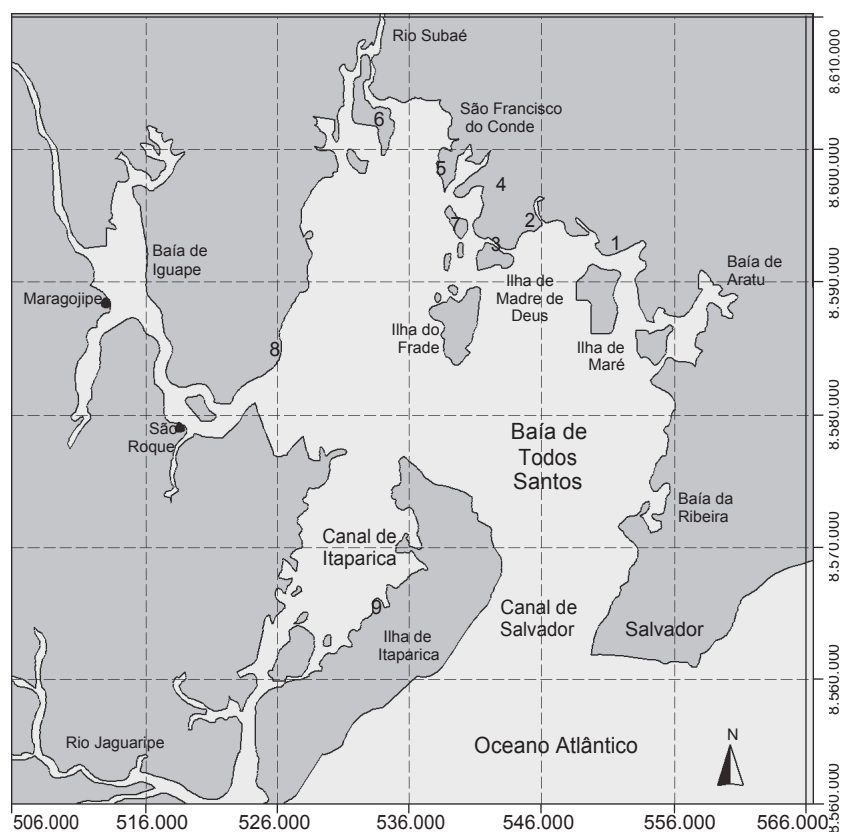 Rio Subaé
8.610.000
São Francisco
do Conde
6
8.600.000
5
4
7
2
3
1
Baía de
Iguape
Baía de
Aratu
Maragojipe
Ilha de
Madre de
Deus
8.590.000
Ilha do
Frade
Ilha de
Maré
8
São
Roque
8.580.000
Baía de
Todos
Santos
Baía da
Ribeira
Canal de
Itaparica
8.570.000
9
Canal de
Salvador
Salvador
Ilha de
Itaparica
8.560.000
Rio Jaguaripe
Oceano Atlântico
N
8.560.000
506.000
516.000
526.000
536.000
546.000
556.000
566.000